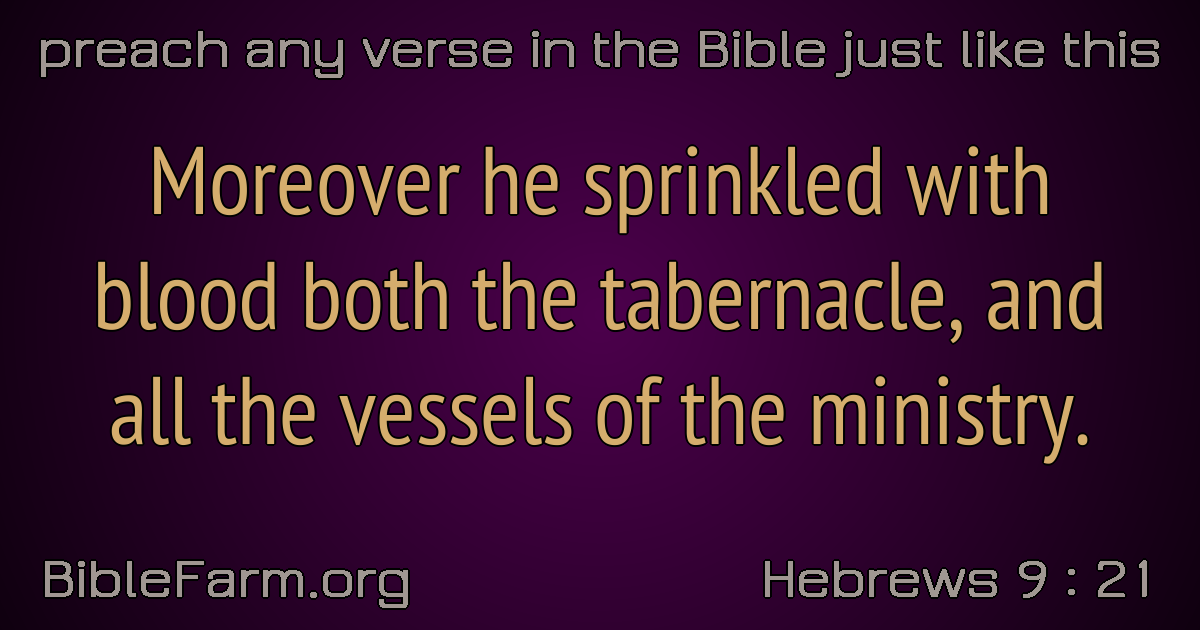 preach any verse in the Bible just like this
Moreover he sprinkled with
blood both the tabernacle, and
all the vessels of the ministry.
BibleFarm.org
Hebrews 9 : 21